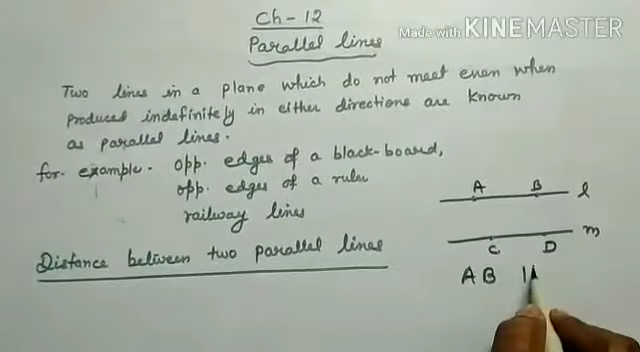 Ch - 12
Parallel lines
Made with KINEMASTER
Two lines in a plane which do not meet even when
produced indefinitely in either directions are known
as parallel lines.
for. example. opp. edges of a black-board,
opp. edges of a ruler
railway lines
Distance between two parallel lines
A B l
C D m
A B ||